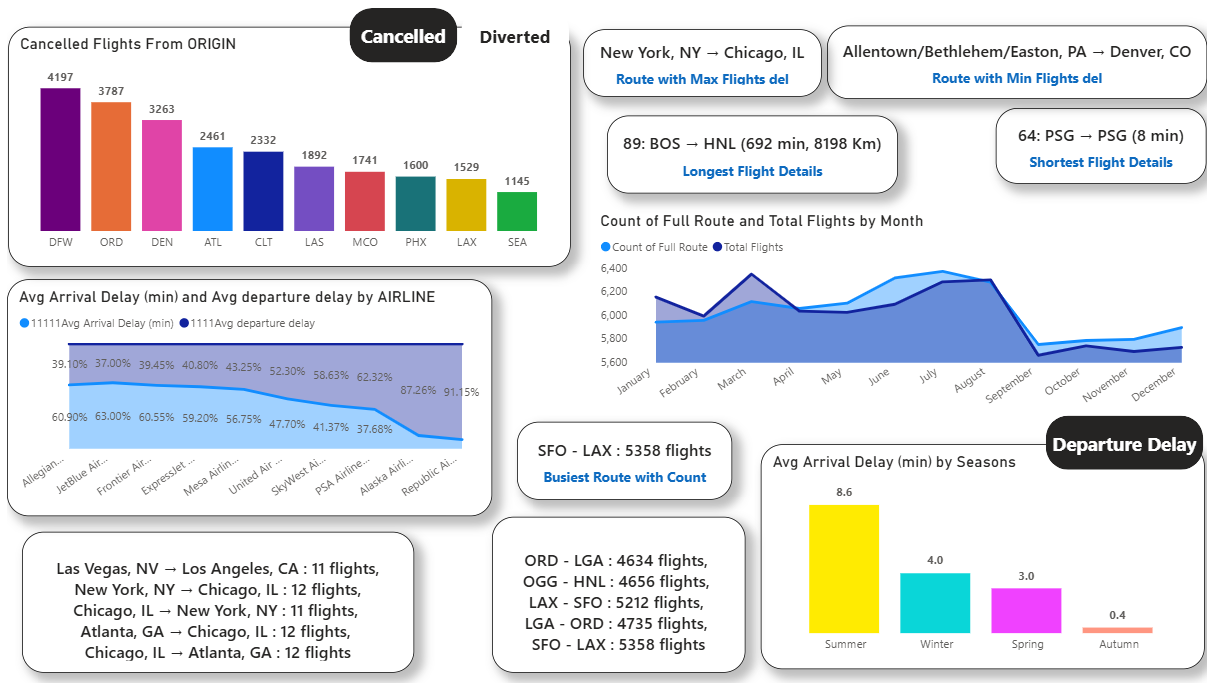 Cancelled Flights From ORIGIN
Cancelled
Diverted
4197
3787
3263
2461
2332
1892
1741
1600
1529
1145
DFW
ORD
DEN
ATL
CLT
LAS
MCO
PHX
LAX
SEA
New York, NY → Chicago, IL
Route with Max Flights del
Allentown/Bethlehem/Easton, PA → Denver, CO
Route with Min Flights del
89: BOS → HNL (692 min, 8198 Km)
Longest Flight Details
64: PSG → PSG (8 min)
Shortest Flight Details
Count of Full Route and Total Flights by Month
Count of Full Route
Total Flights
6,400
6,200
6,000
5,800
5,600
January
February
March
April
May
June
July
August
September
October
November
December
Avg Arrival Delay (min) and Avg departure delay by AIRLINE
11111Avg Arrival Delay (min)
1111Avg departure delay
39.10%
37.00%
39.45%
40.80%
43.25%
52.30%
58.63%
62.32%
87.26%
91.15%
60.90%
63.00%
60.55%
59.20%
56.75%
47.70%
41.37%
37.68%
Allegian...
JetBlue Air...
Frontier Air...
ExpressJet ...
Mesa Airlin...
United Air ...
SkyWest Ai...
PSA Airline...
Alaska Airli...
Republic Ai...
SFO - LAX : 5358 flights
Busiest Route with Count
Departure Delay
Avg Arrival Delay (min) by Seasons
8.6
4.0
3.0
0.4
Summer
Winter
Spring
Autumn
Las Vegas, NV → Los Angeles, CA : 11 flights,
New York, NY → Chicago, IL : 12 flights,
Chicago, IL → New York, NY : 11 flights,
Atlanta, GA → Chicago, IL : 12 flights,
Chicago, IL → Atlanta, GA : 12 flights
ORD - LGA : 4634 flights,
OGG - HNL : 4656 flights,
LAX - SFO : 5212 flights,
LGA - ORD : 4735 flights,
SFO - LAX : 5358 flights